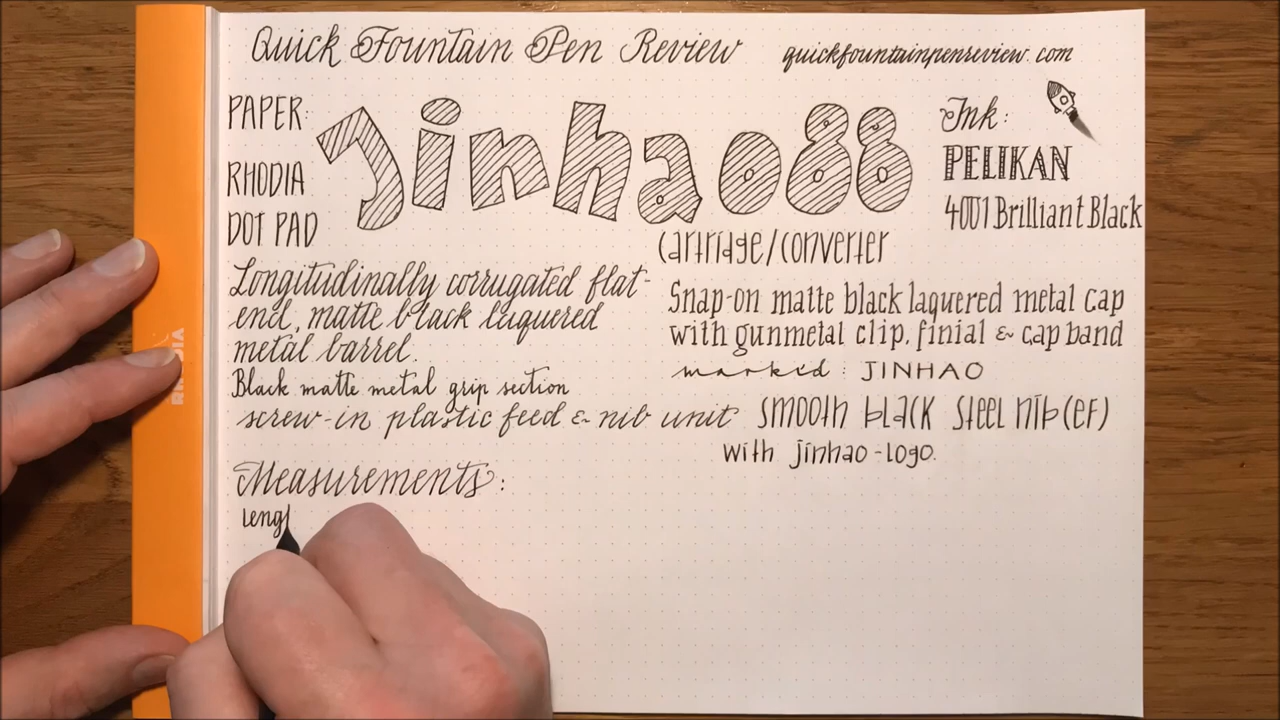 Quick Fountain Pen Review
quickfountainpenreview.com
PAPER:
RHODIA
DOT PAD
Jinhao88
Ink:
PELIKAN
4001 Brilliant Black
cartridge/converter
Longitudinally corrugated flat-
end, matte black laquered
metal barrel.
Black matte metal grip section
screw-in plastic feed & nib unit
Snap-on matte black laquered metal cap
with gunmetal clip, finial & cap band
marked: JINHAO
smooth black steel nib (EF)
with jinhao-logo.
Measurements:
Leng
RHODIA